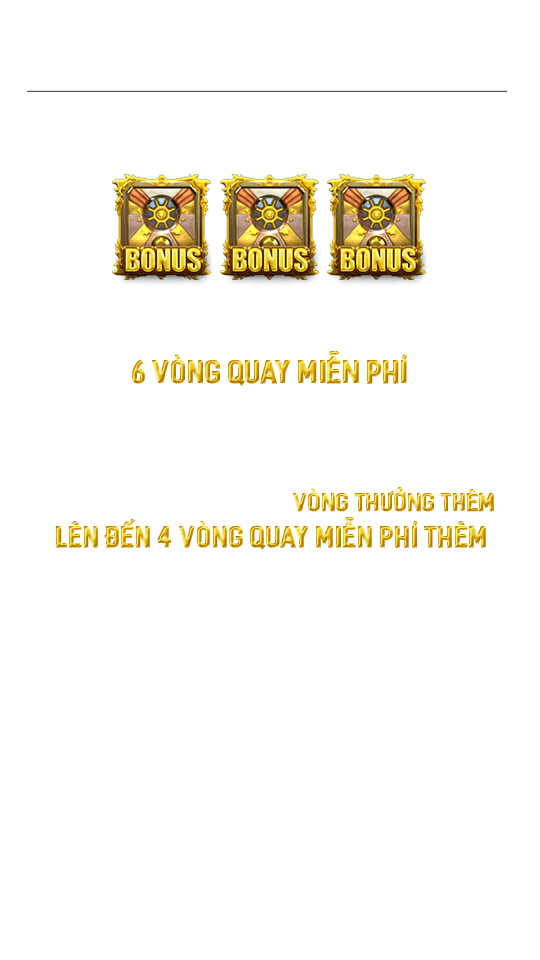 BONUS BONUS BONUS
6 VÒNG QUAY MIỄN PHÍ
VÒNG THƯỞNG THÊM
LÊN ĐẾN 4 VÒNG QUAY MIỄN PHÍ THÊM